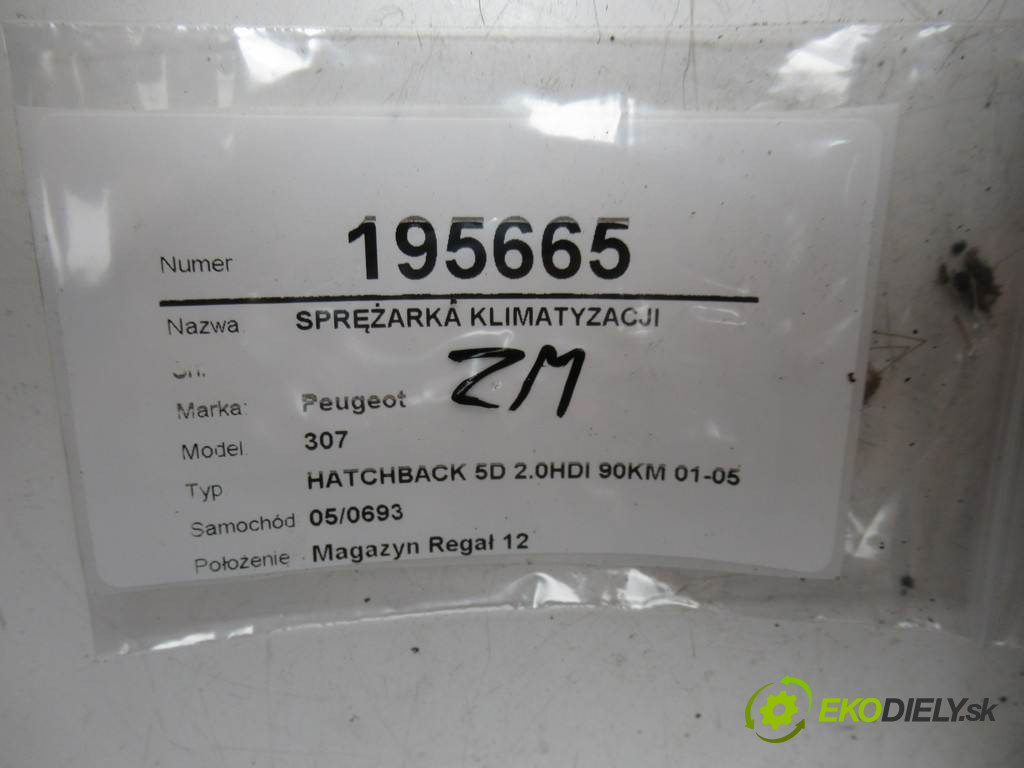 Numer 195665
Nazwa SPRĘŻARKA KLIMATYZACJI
ZM
Marka: Peugeot
Model 307
Typ HATCHBACK 5D 2.0HDI 90KM 01-05
Samochód 05/0693
Położenie Magazyn Regał 12
EKODIELY.sk